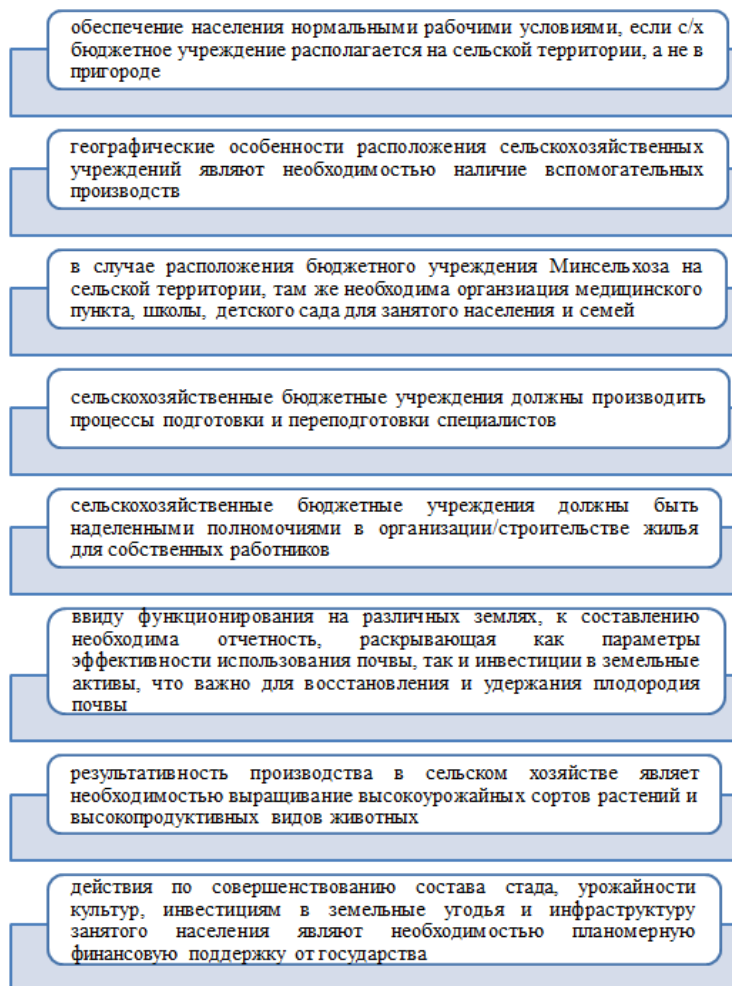 обеспечение населения нормальными рабочими условиями, если с/х
бюджетное учреждение располагается на сельской территории, а не в
пригороде
географические особенности расположения сельскохозяйственных
учреждений являют необходимостью наличие вспомогательных
производств
в случае расположения бюджетного учреждения Минсельхоза на
сельской территории, там же необходима органзиация медицинского
пункта, школы, детского сада для занятого населения и семей
сельскохозяйственные бюджетные учреждения должны производить
процессы подготовки и переподготовки специалистов
сельскохозяйственные бюджетные учреждения должны быть
наделенными полномочиями в организации/строительстве жилья
для собственных работников
ввиду функционирования на различных землях, к составлению
необходима отчетность, раскрывающая как параметры
эффективности использования почвы, так и инвестиции в земельные
активы, что важно для восстановления и удержания плодородия
почвы
результативность производства в сельском хозяйстве являет
необходимостью выращивание высокоурожайных сортов растений и
высокопродуктивных видов животных
действия по совершенствованию состава стада, урожайности
культур, инвестициям в земельные угодья и инфраструктуру
занятого населения являют необходимостью планомерную
финансовую поддержку от государства